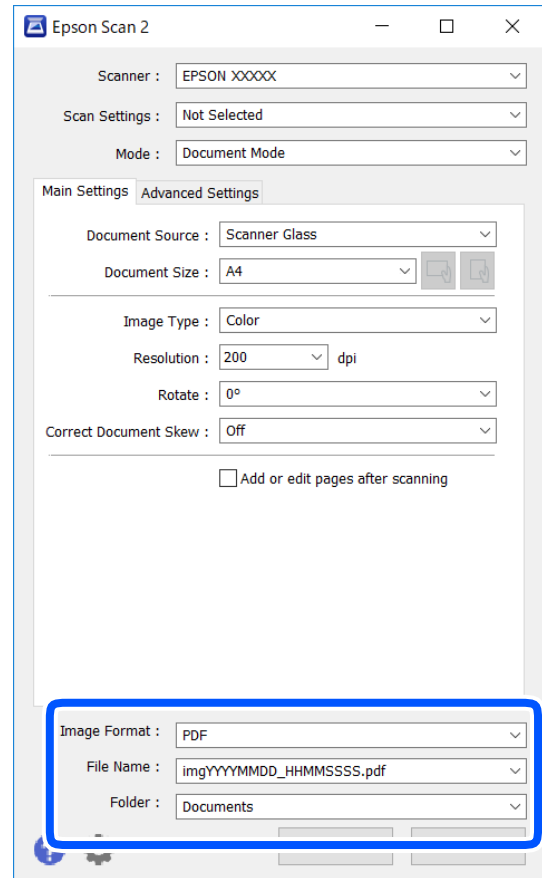 Epson Scan 2
Scanner : EPSON XXXXX
Scan Settings : Not Selected
Mode : Document Mode
Main Settings Advanced Settings
Document Source : Scanner Glass
Document Size : A4
Image Type : Color
Resolution : 200 dpi
Rotate : 0°
Correct Document Skew : Off
Add or edit pages after scanning
Image Format : PDF
File Name : imgYYYYMMDD_HHMMSSSS.pdf
Folder : Documents